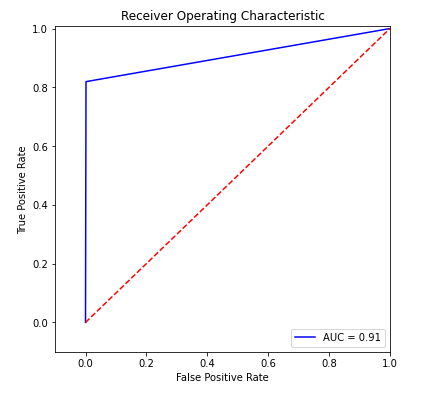 Receiver Operating Characteristic
1.0
0.8
0.6
0.4
0.2
0.0
True Positive Rate
AUC = 0.91
0.0 0.2 0.4 0.6 0.8 1.0
False Positive Rate